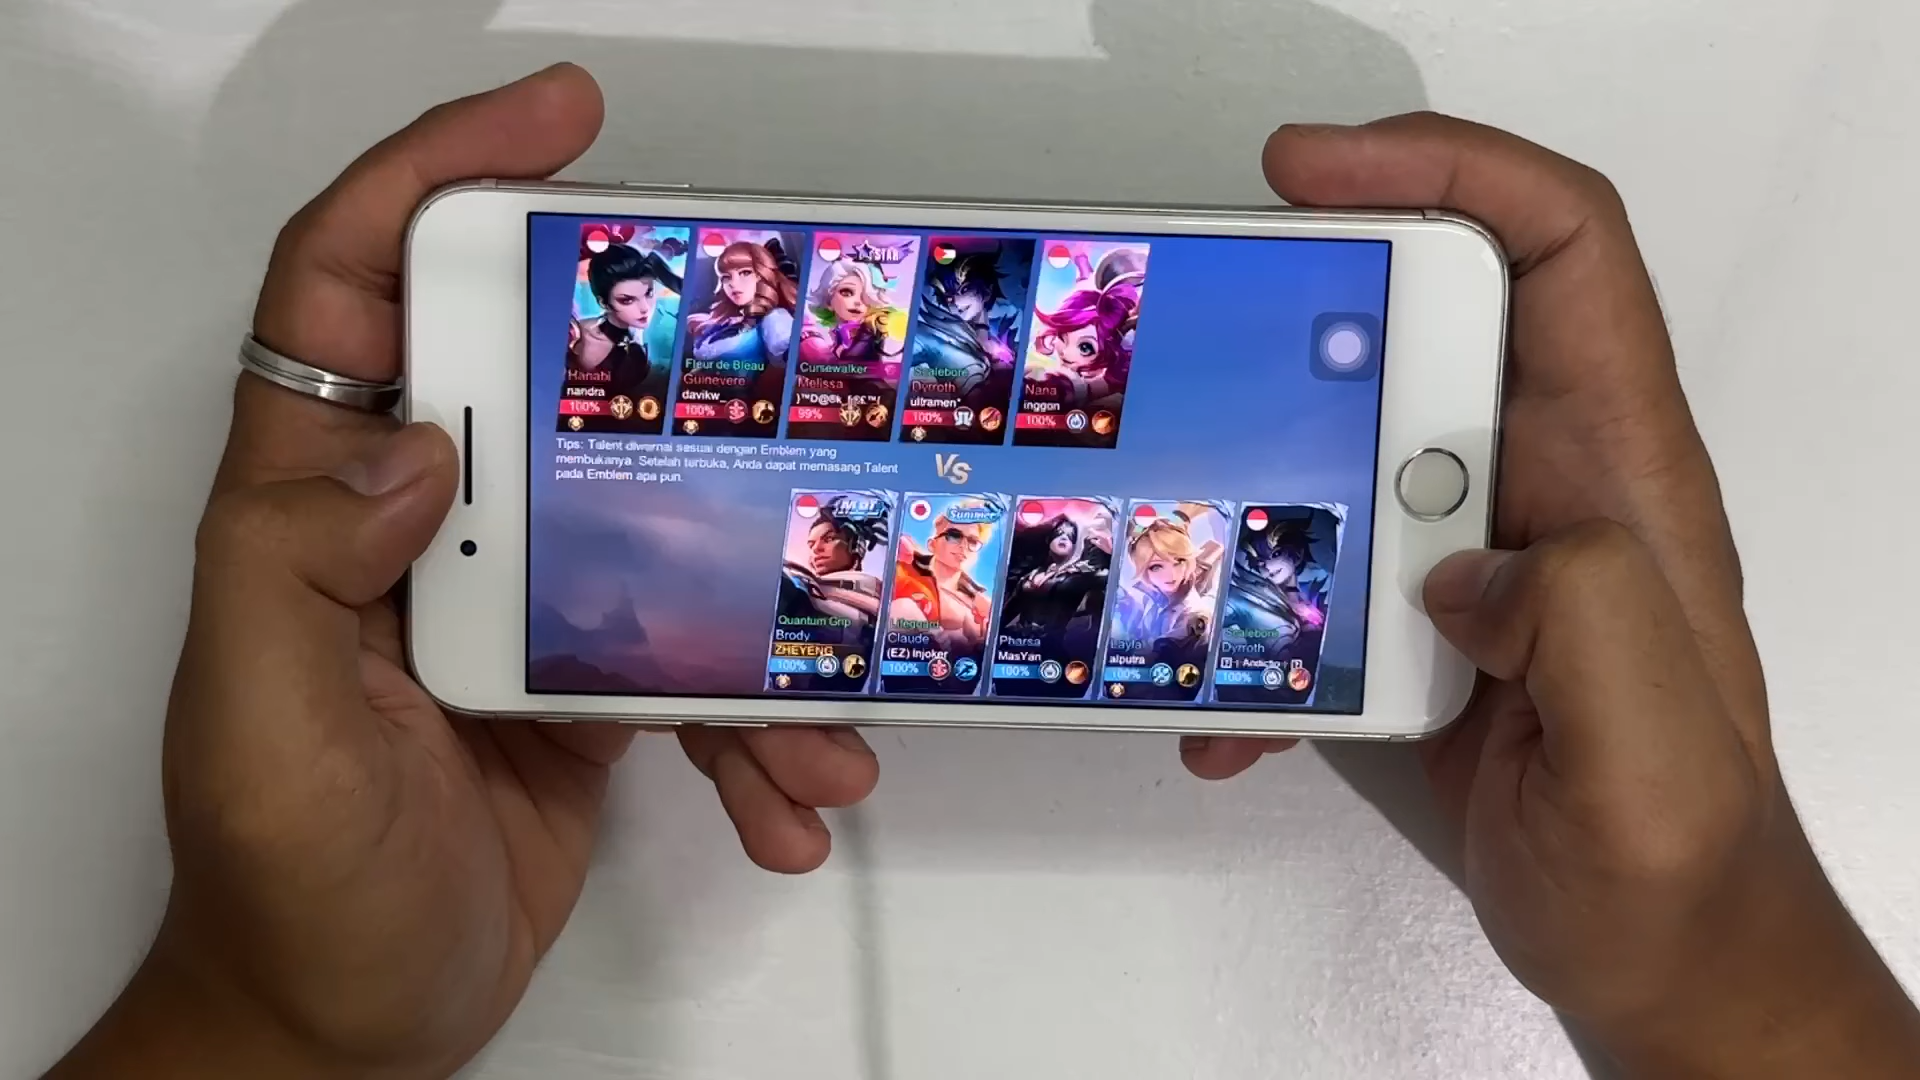 Hanabi
nandra
100%
Fleur de Bleau
Guinevere
davikw_
100%
STAR
Cursewalker
Melissa
99%
Scalebore
Dyrroth
ultramen*
100%
Nana
inggon
100%
Tips: Talent diwarnai sesuai dengan Emblem yang
membukanya. Setelah terbuka, Anda dapat memasang Talent
pada Emblem apa pun.
VS
Quantum Grip
Brody
ZHEYENG
100%
Summer
Lifeguard
Claude
(EZ) Injoker
100%
Pharsa
MasYan
100%
Layla
alputra
100%
Scalebore
Dyrroth
100%